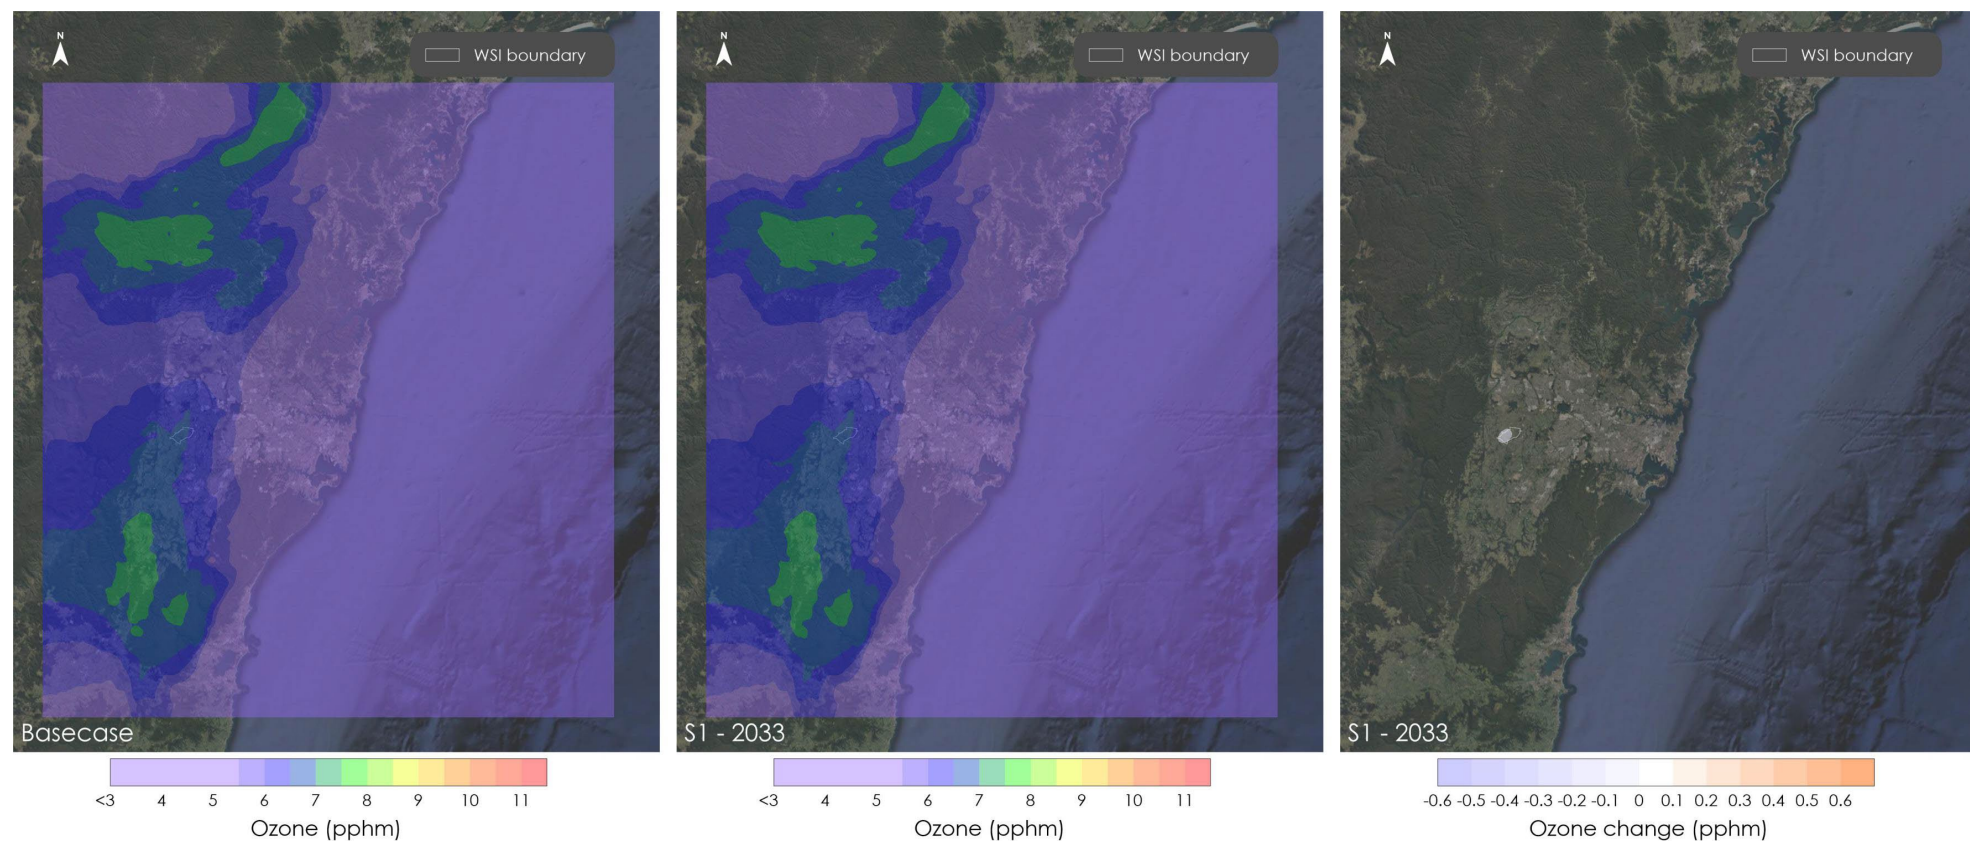 N
WSI boundary
Basecase
<3 4 5 6 7 8 9 10 11
Ozone (pphm)
N
WSI boundary
S1 - 2033
<3 4 5 6 7 8 9 10 11
Ozone (pphm)
N
WSI boundary
S1 - 2033
-0.6 -0.5 -0.4 -0.3 -0.2 -0.1 0 0.1 0.2 0.3 0.4 0.5 0.6
Ozone change (pphm)